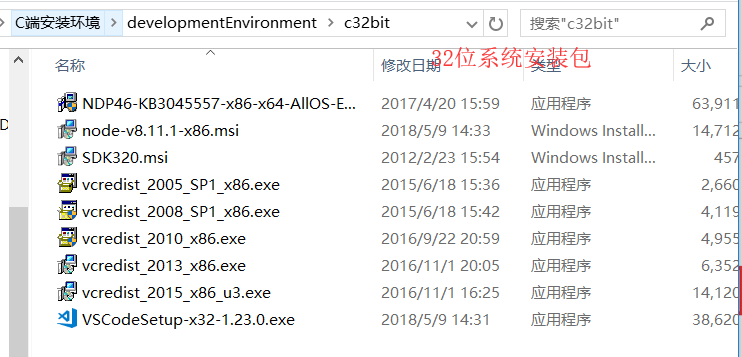 C端安装环境 developmentEnvironment c32bit 搜索"c32bit"
32位系统安装包
名称 修改日期 类型 大小
NDP46-KB3045557-x86-x64-AllOS-E... 2017/4/20 15:59 应用程序 63,911
node-v8.11.1-x86.msi 2018/5/9 14:33 Windows Install... 14,712
SDK320.msi 2012/2/23 15:54 Windows Install... 457
vcredist_2005_SP1_x86.exe 2015/6/18 15:36 应用程序 2,660
vcredist_2008_SP1_x86.exe 2015/6/18 15:42 应用程序 4,119
vcredist_2010_x86.exe 2016/9/22 20:59 应用程序 4,955
vcredist_2013_x86.exe 2016/11/1 20:05 应用程序 6,352
vcredist_2015_x86_u3.exe 2016/11/1 16:25 应用程序 14,120
VSCodeSetup-x32-1.23.0.exe 2018/5/9 14:31 应用程序 38,620